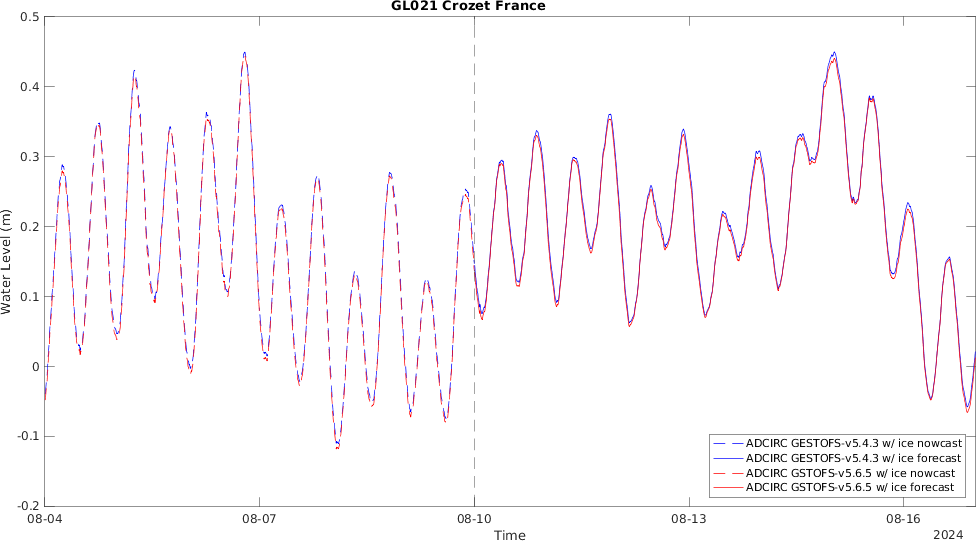 GL021 Crozet France
0.5
0.4
0.3
0.2
0.1
0
-0.1
-0.2
Water Level (m)
08-04
08-07
08-10
08-13
08-16
Time
2024
ADCIRC GESTOFS-v5.4.3 w/ ice nowcast
ADCIRC GESTOFS-v5.4.3 w/ ice forecast
ADCIRC GSTOFS-v5.6.5 w/ ice nowcast
ADCIRC GSTOFS-v5.6.5 w/ ice forecast